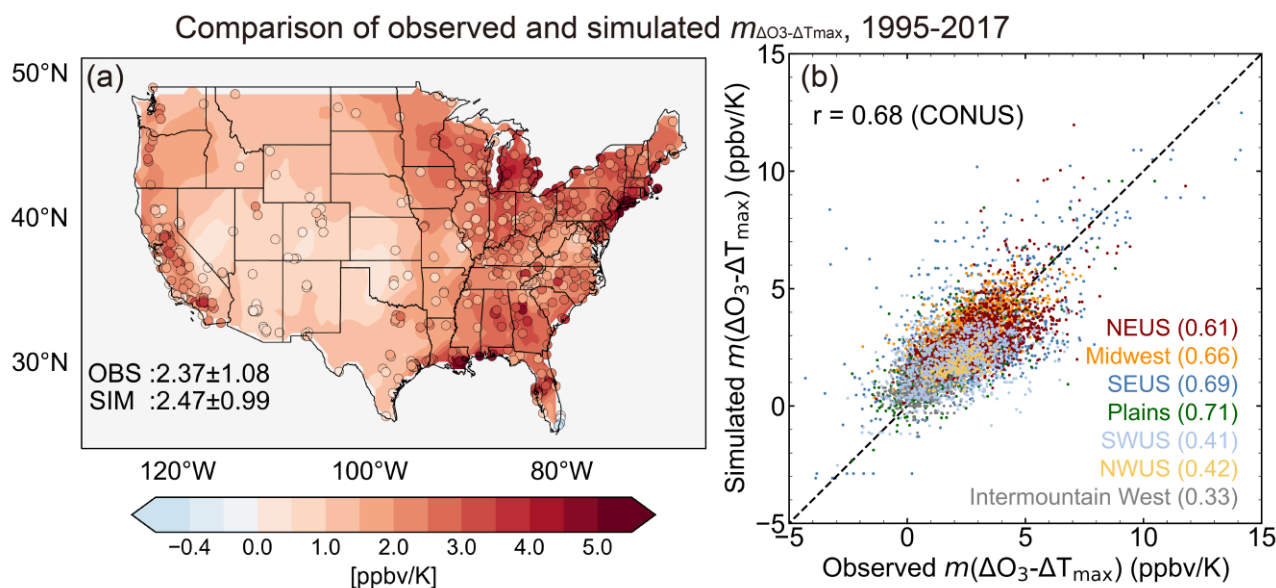 Comparison of observed and simulated mΔO3-ΔTmax, 1995-2017
(a)
50°N
40°N
30°N
OBS :2.37±1.08
SIM :2.47±0.99
120°W 100°W 80°W
−0.4 0.0 1.0 2.0 3.0 4.0 5.0
[ppbv/K]
(b)
r = 0.68 (CONUS)
Simulated m(ΔO₃-ΔTₘₐₓ) (ppbv/K)
15
10
5
0
−5
NEUS (0.61)
Midwest (0.66)
SEUS (0.69)
Plains (0.71)
SWUS (0.41)
NWUS (0.42)
Intermountain West (0.33)
−5 0 5 10 15
Observed m(ΔO₃-ΔTₘₐₓ) (ppbv/K)